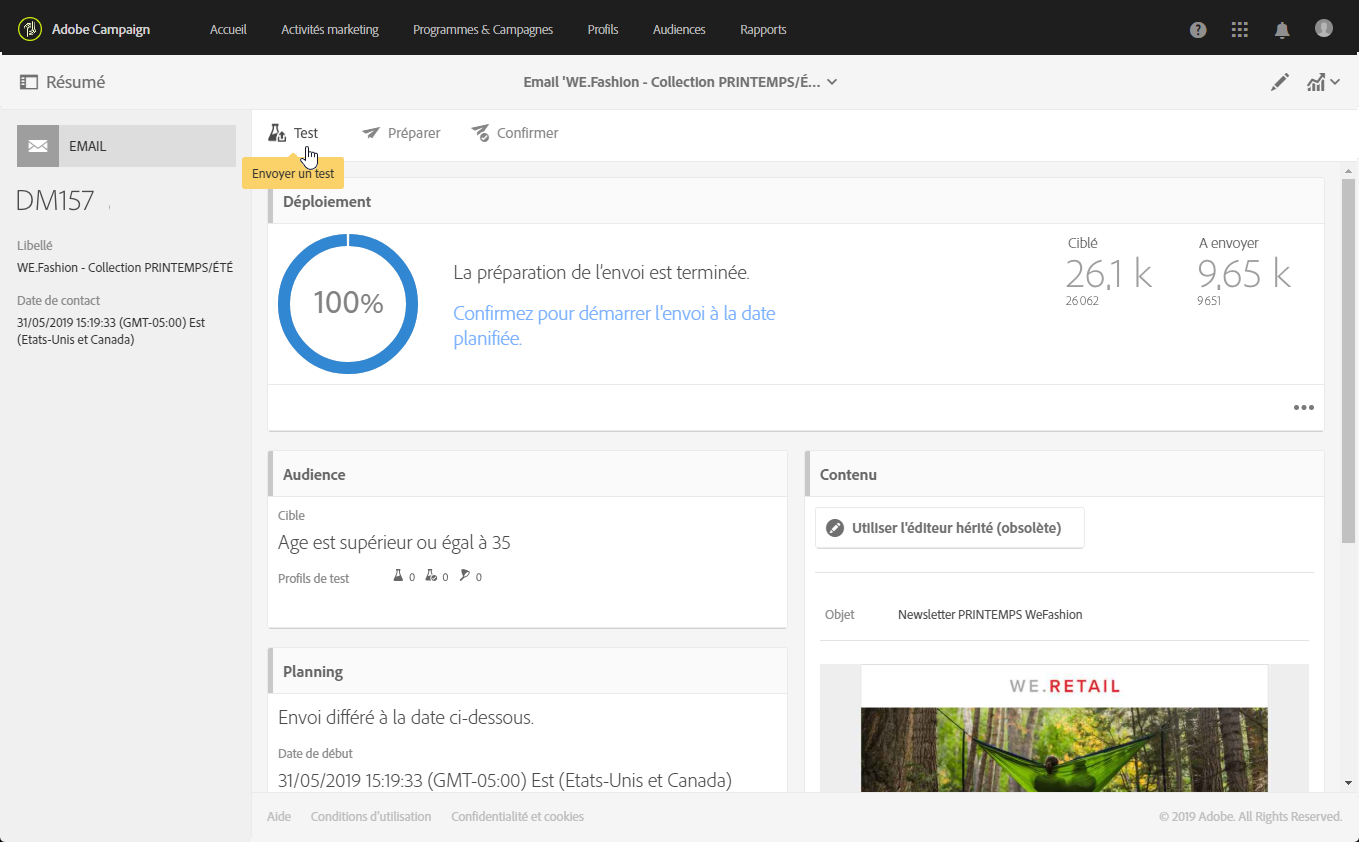 Adobe Campaign
Accueil
Activités marketing
Programmes & Campagnes
Profils
Audiences
Rapports
Résumé
Email 'WE.Fashion - Collection PRINTEMPS/É...
EMAIL
DM157
Libellé
WE.Fashion - Collection PRINTEMPS/ÉTÉ
Date de contact
31/05/2019 15:19:33 (GMT-05:00) Est
(Etats-Unis et Canada)
Test
Préparer
Confirmer
Envoyer un test
Déploiement
100%
La préparation de l'envoi est terminée.
Confirmez pour démarrer l'envoi à la date
planifiée.
Ciblé
26,1 k
26 062
A envoyer
9,65 k
9 651
Audience
Cible
Age est supérieur ou égal à 35
Profils de test
0 0 0
Planning
Envoi différé à la date ci-dessous.
Date de début
31/05/2019 15:19:33 (GMT-05:00) Est (Etats-Unis et Canada)
Contenu
Utiliser l'éditeur hérité (obsolète)
Objet
Newsletter PRINTEMPS WeFashion
WE.RETAIL
Aide
Conditions d'utilisation
Confidentialité et cookies
© 2019 Adobe. All Rights Reserved.